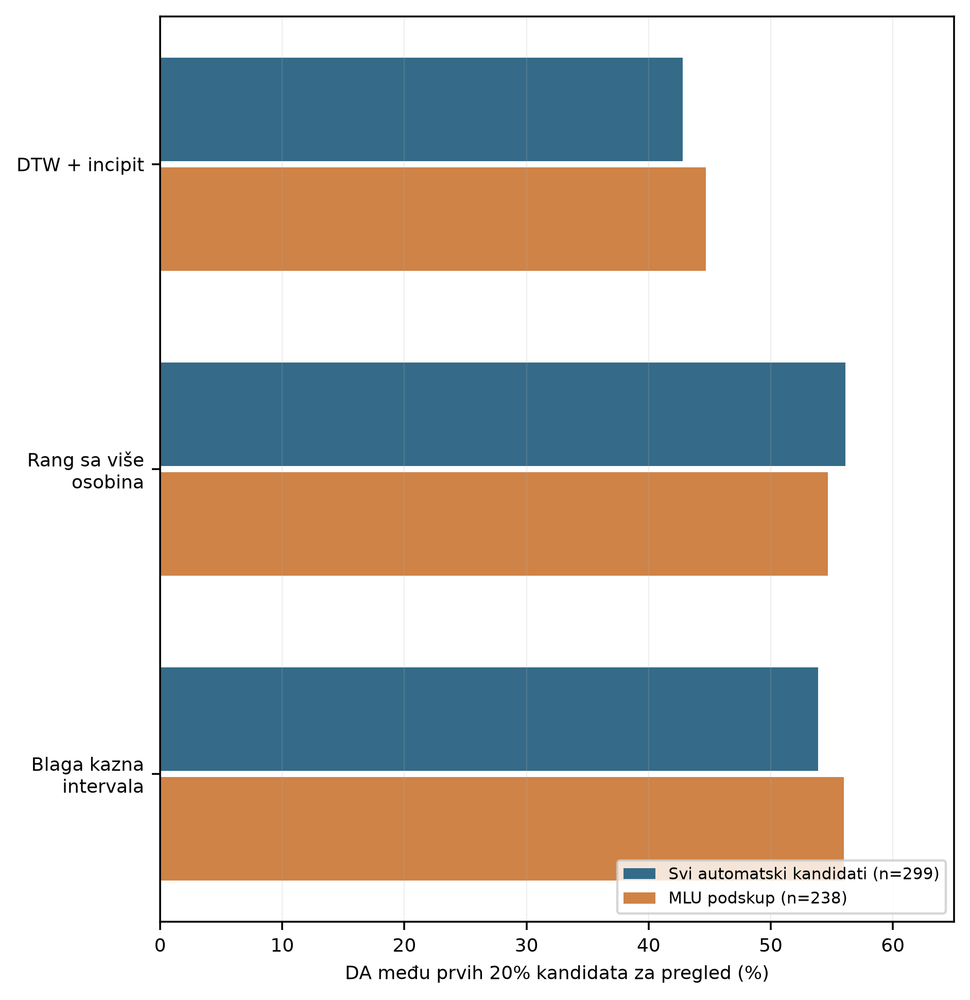 DTW + incipit
Rang sa više
osobina
Blaga kazna
intervala
Svi automatski kandidati (n=299)
MLU podskup (n=238)
0 10 20 30 40 50 60
DA među prvih 20% kandidata za pregled (%)